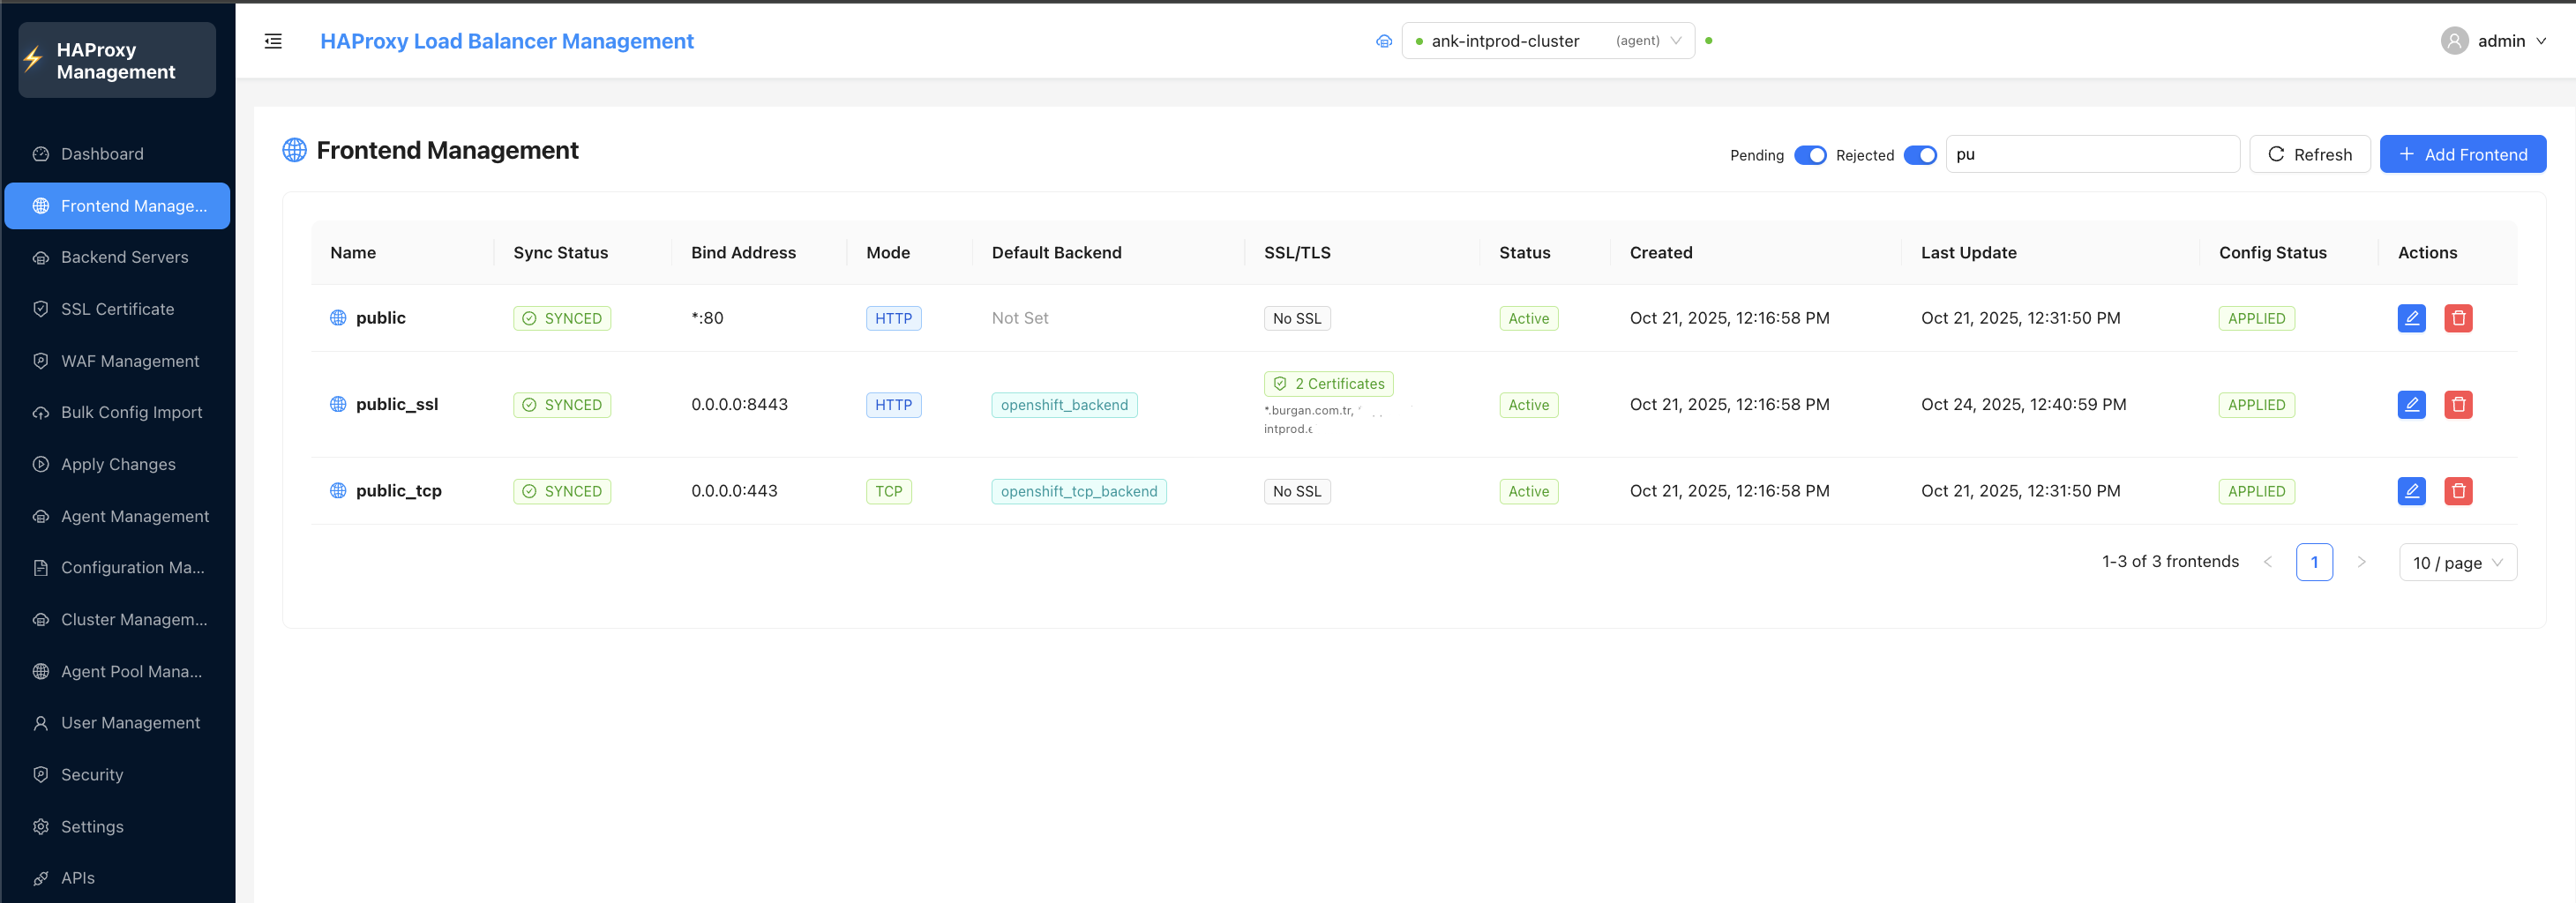 HAProxy
Management
HAProxy Load Balancer Management
ank-intprod-cluster (agent)
admin
Dashboard
Frontend Manage...
Backend Servers
SSL Certificate
WAF Management
Bulk Config Import
Apply Changes
Agent Management
Configuration Ma...
Cluster Managem...
Agent Pool Mana...
User Management
Security
Settings
APIs
Frontend Management
Pending Rejected pu Refresh + Add Frontend
Name Sync Status Bind Address Mode Default Backend SSL/TLS Status Created Last Update Config Status Actions
public SYNCED *:80 HTTP Not Set No SSL Active Oct 21, 2025, 12:16:58 PM Oct 21, 2025, 12:31:50 PM APPLIED
public_ssl SYNCED 0.0.0.0:8443 HTTP openshift_backend 2 Certificates Active Oct 21, 2025, 12:16:58 PM Oct 24, 2025, 12:40:59 PM APPLIED
*.burgan.com.tr,
intprod.
public_tcp SYNCED 0.0.0.0:443 TCP openshift_tcp_backend No SSL Active Oct 21, 2025, 12:16:58 PM Oct 21, 2025, 12:31:50 PM APPLIED
1-3 of 3 frontends < 1 > 10 / page